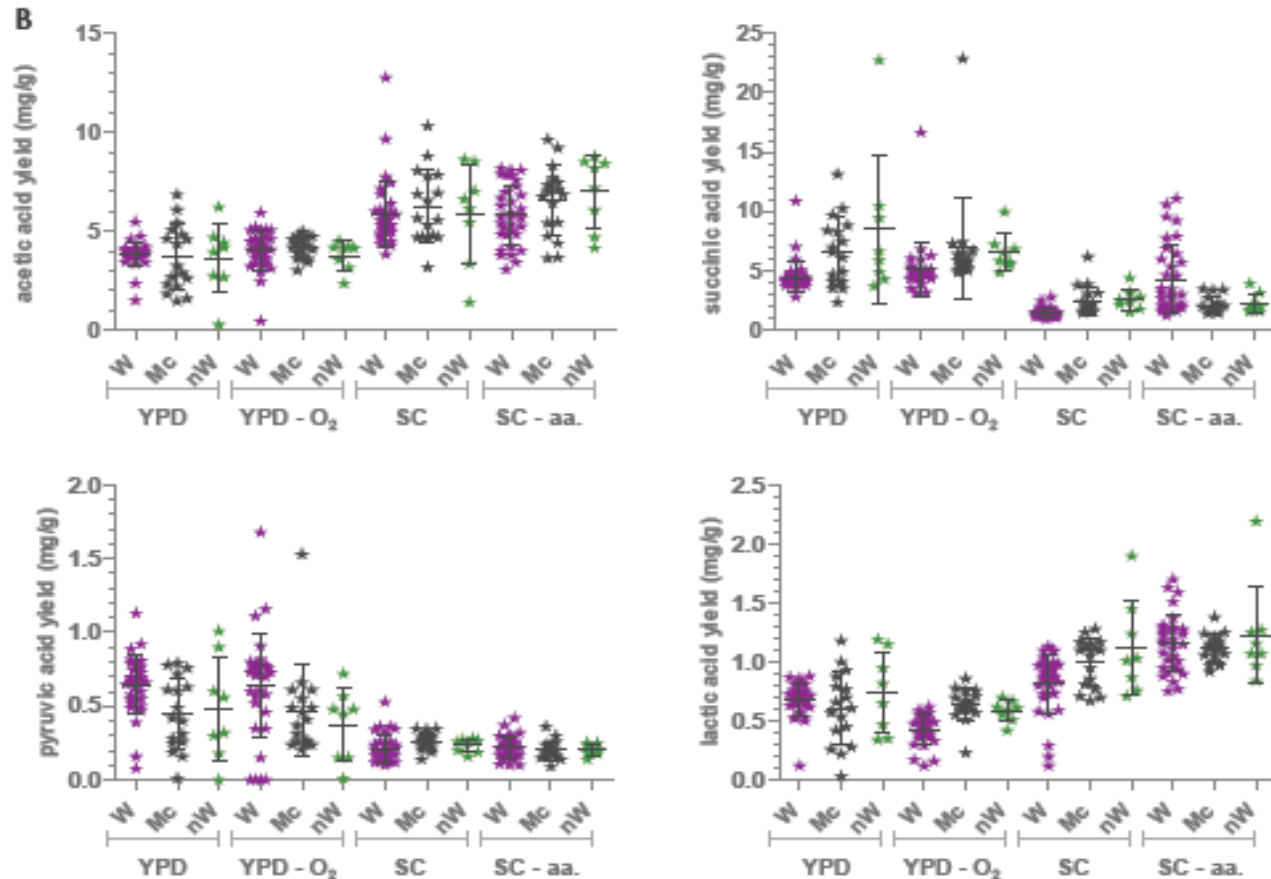 B
acetic acid yield (mg/g)
15
10
5
0
W Mc nW W Mc nW W Mc nW W Mc nW
YPD YPD - O₂ SC SC - aa.
succinic acid yield (mg/g)
25
20
15
10
5
0
W Mc nW W Mc nW W Mc nW W Mc nW
YPD YPD - O₂ SC SC - aa.
pyruvic acid yield (mg/g)
2.0
1.5
1.0
0.5
0.0
W Mc nW W Mc nW W Mc nW W Mc nW
YPD YPD - O₂ SC SC - aa.
lactic acid yield (mg/g)
2.5
2.0
1.5
1.0
0.5
0.0
W Mc nW W Mc nW W Mc nW W Mc nW
YPD YPD - O₂ SC SC - aa.